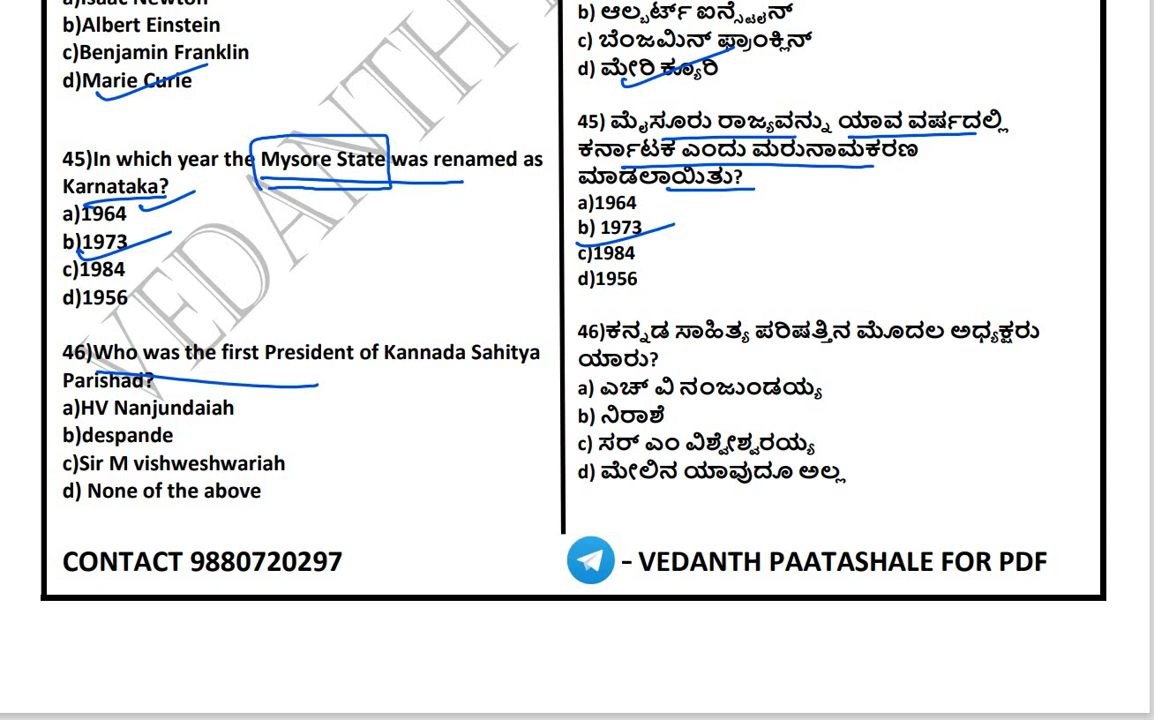 b)Albert Einstein
c)Benjamin Franklin
d)Marie Curie
45)In which year the Mysore State was renamed as
Karnataka?
a)1964
b)1973
c)1984
d)1956
46)Who was the first President of Kannada Sahitya
Parishad?
a)HV Nanjundaiah
b)despande
c)Sir M vishweshwariah
d) None of the above
CONTACT 9880720297
b) ಆಲ್ಬರ್ಟ್ ಐನ್ಸ್ಟೈನ್
c) ಬೆಂಜಮಿನ್ ಫ್ರಾಂಕ್ಲಿನ್
d) ಮೇರಿ ಕ್ಯೂರಿ
45) ಮೈಸೂರು ರಾಜ್ಯವನ್ನು ಯಾವ ವರ್ಷದಲ್ಲಿ
ಕರ್ನಾಟಕ ಎಂದು ಮರುನಾಮಕರಣ
ಮಾಡಲಾಯಿತು?
a)1964
b) 1973
c)1984
d)1956
46)ಕನ್ನಡ ಸಾಹಿತ್ಯ ಪರಿಷತ್ತಿನ ಮೊದಲ ಅಧ್ಯಕ್ಷರು
ಯಾರು?
a) ಎಚ್ ವಿ ನಂಜುಂಡಯ್ಯ
b) ನಿರಾಶೆ
c) ಸರ್ ಎಂ ವಿಶ್ವೇಶ್ವರಯ್ಯ
d) ಮೇಲಿನ ಯಾವುದೂ ಅಲ್ಲ
– VEDANTH PAATASHALE FOR PDF
VEDANTH